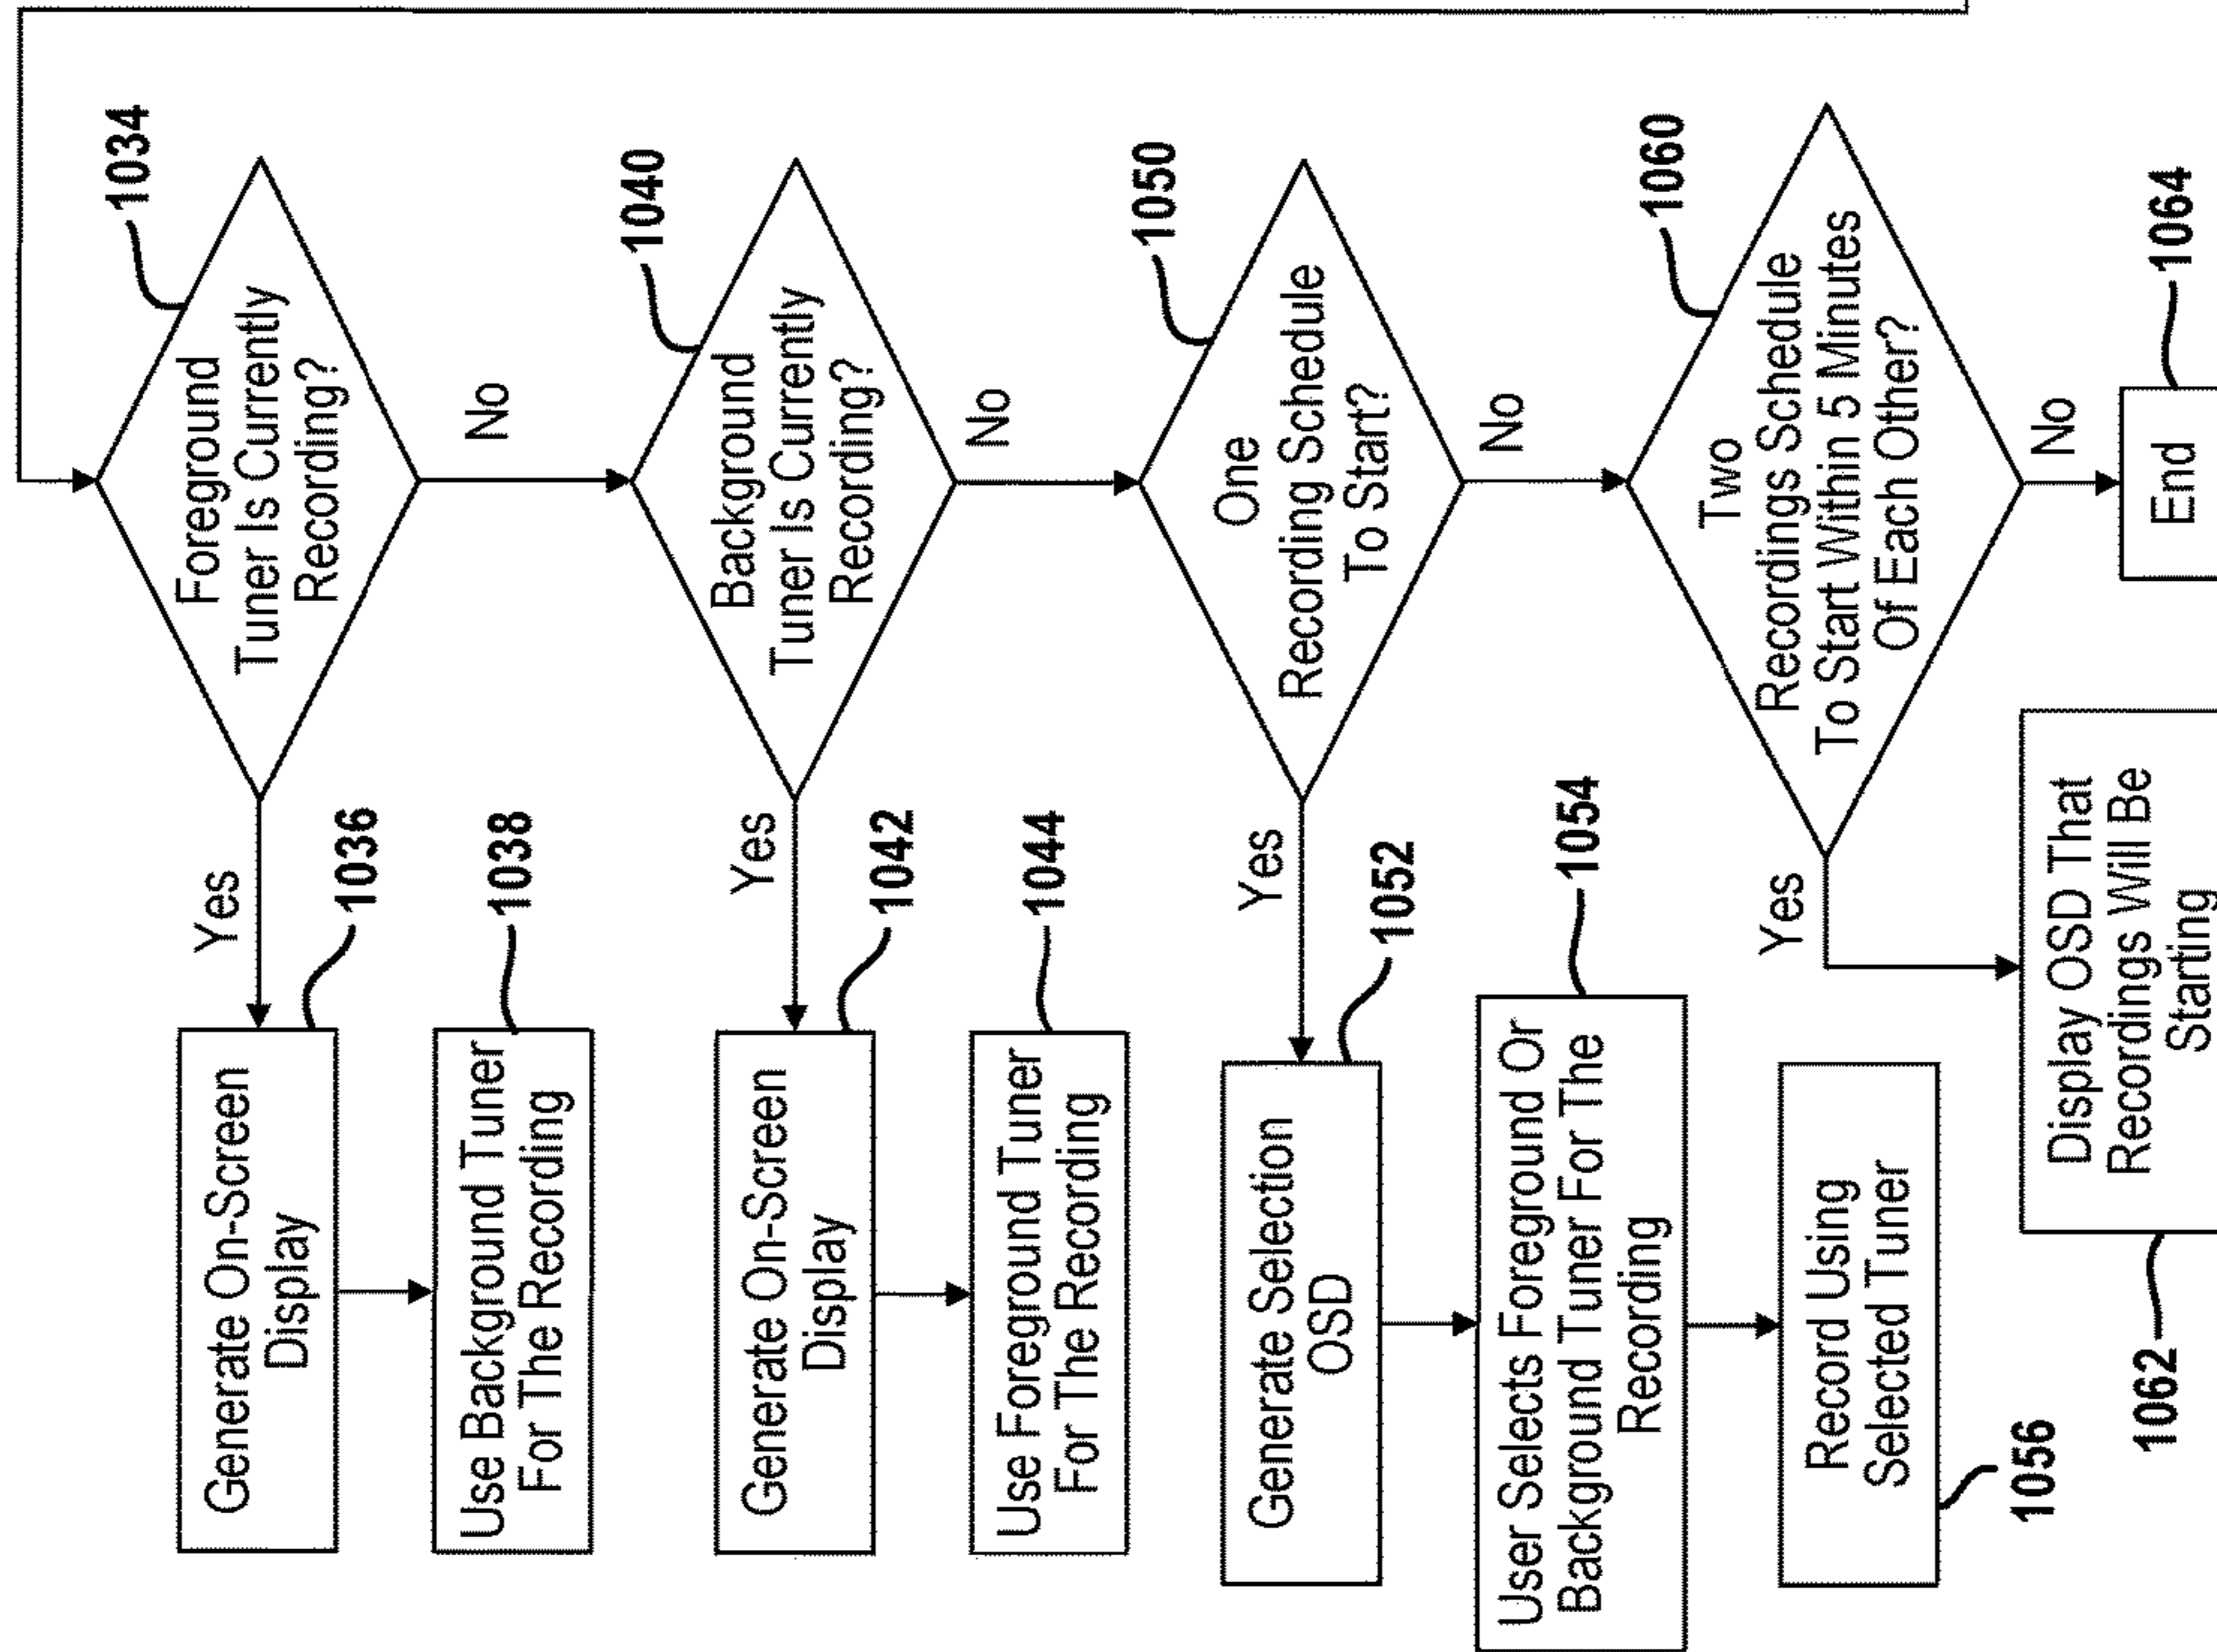 Foreground
Tuner Is Currently
Recording?
1034
Yes
No
Generate On-Screen
Display
1036
Use Background Tuner
For The Recording
1038
Background
Tuner Is Currently
Recording?
1040
Yes
No
Generate On-Screen
Display
1042
Use Foreground Tuner
For The Recording
1044
One
Recording Schedule
To Start?
1050
Yes
No
Generate Selection
OSD
1052
User Selects Foreground Or
Background Tuner For The
Recording
1054
Record Using
Selected Tuner
1056
Two
Recordings Schedule
To Start Within 5 Minutes
Of Each Other?
1060
Yes
No
Display OSD That
Recordings Will Be
Starting
1062
End
1064